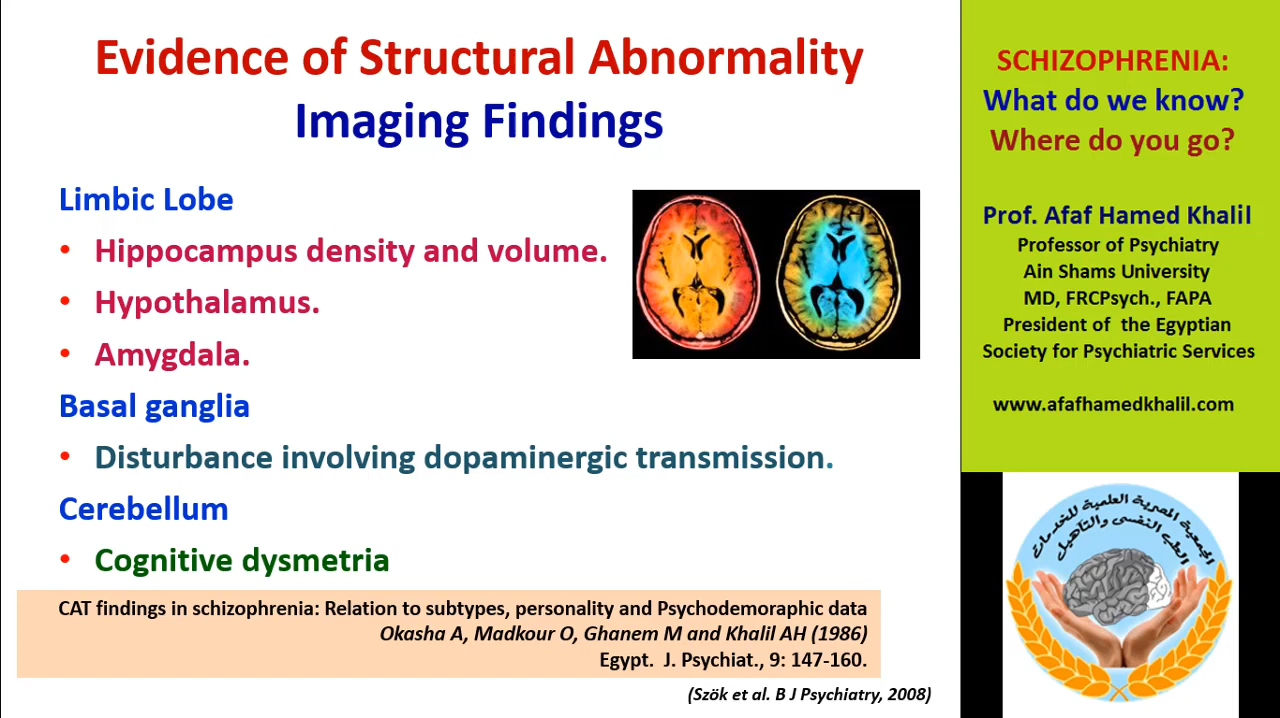 Evidence of Structural Abnormality
Imaging Findings
Limbic Lobe
• Hippocampus density and volume.
• Hypothalamus.
• Amygdala.
Basal ganglia
• Disturbance involving dopaminergic transmission.
Cerebellum
• Cognitive dysmetria
CAT findings in schizophrenia: Relation to subtypes, personality and Psychodemoraphic data
Okasha A, Madkour O, Ghanem M and Khalil AH (1986)
Egypt. J. Psychiat., 9: 147-160.
(Szök et al. B J Psychiatry, 2008)
SCHIZOPHRENIA:
What do we know?
Where do you go?
Prof. Afaf Hamed Khalil
Professor of Psychiatry
Ain Shams University
MD, FRCPsych., FAPA
President of the Egyptian
Society for Psychiatric Services
www.afafhamedkhalil.com
الجمعية المصرية العلمية للخدمات
الطب النفسى والتأهيل